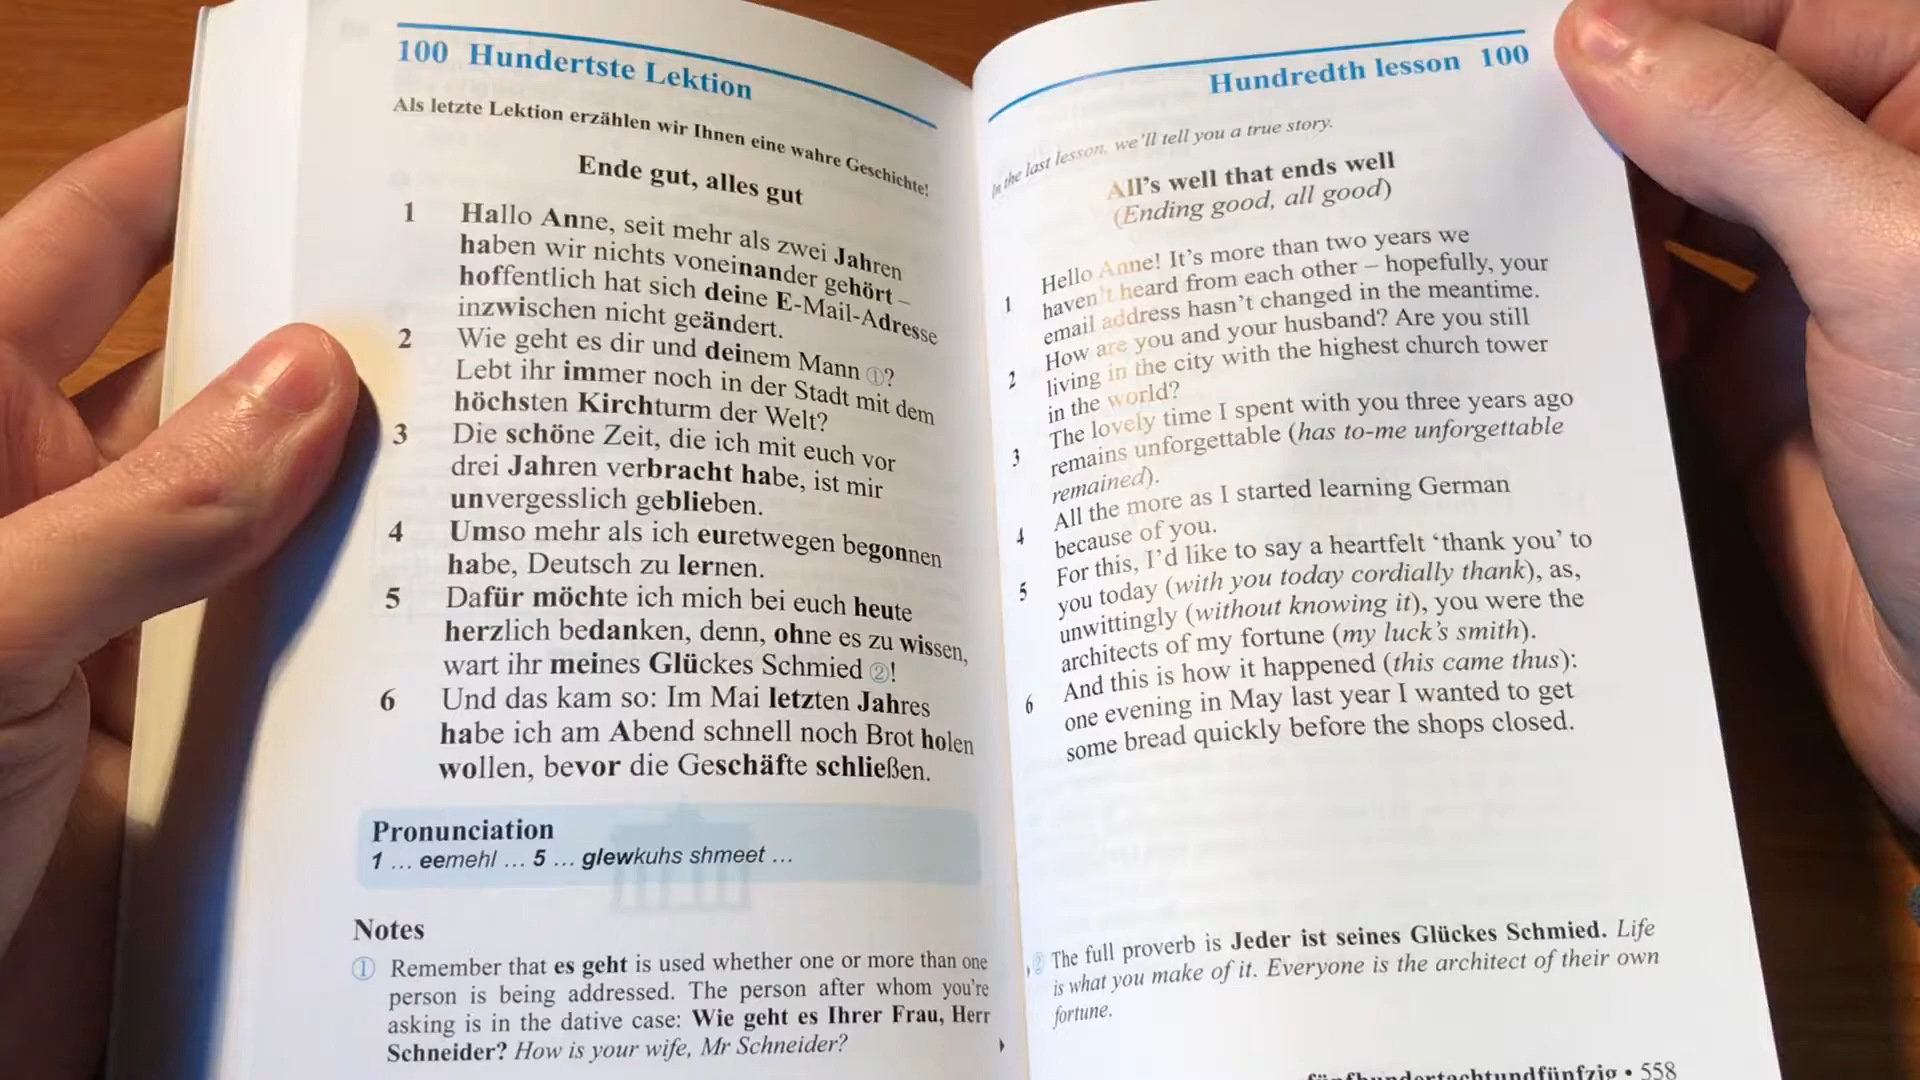 100 Hundertste Lektion
Als letzte Lektion erzählen wir Ihnen eine wahre Geschichte!
Ende gut, alles gut
1 Hallo Anne, seit mehr als zwei Jahren
haben wir nichts voneinander gehört –
hoffentlich hat sich deine E-Mail-Adresse
inzwischen nicht geändert.
2 Wie geht es dir und deinem Mann ①?
Lebt ihr immer noch in der Stadt mit dem
höchsten Kirchturm der Welt?
3 Die schöne Zeit, die ich mit euch vor
drei Jahren verbracht habe, ist mir
unvergesslich geblieben.
4 Umso mehr als ich euretwegen begonnen
habe, Deutsch zu lernen.
5 Dafür möchte ich mich bei euch heute
herzlich bedanken, denn, ohne es zu wissen,
wart ihr meines Glückes Schmied ②!
6 Und das kam so: Im Mai letzten Jahres
habe ich am Abend schnell noch Brot holen
wollen, bevor die Geschäfte schließen.
Pronunciation
1 ... eemehl ... 5 ... glewkuhs shmeet ...
Notes
① Remember that es geht is used whether one or more than one
person is being addressed. The person after whom you're
asking is in the dative case: Wie geht es Ihrer Frau, Herr
Schneider? How is your wife, Mr Schneider?
Hundredth lesson 100
In the last lesson, we'll tell you a true story.
All's well that ends well
(Ending good, all good)
1 Hello Anne! It's more than two years we
haven't heard from each other – hopefully, your
email address hasn't changed in the meantime.
2 How are you and your husband? Are you still
living in the city with the highest church tower
in the world?
3 The lovely time I spent with you three years ago
remains unforgettable (has to-me unforgettable
remained).
4 All the more as I started learning German
because of you.
5 For this, I'd like to say a heartfelt ‘thank you’ to
you today (with you today cordially thank), as,
unwittingly (without knowing it), you were the
architects of my fortune (my luck's smith).
6 And this is how it happened (this came thus):
one evening in May last year I wanted to get
some bread quickly before the shops closed.
② The full proverb is Jeder ist seines Glückes Schmied. Life
is what you make of it. Everyone is the architect of their own
fortune.
fünfhundertachtundfünfzig • 558